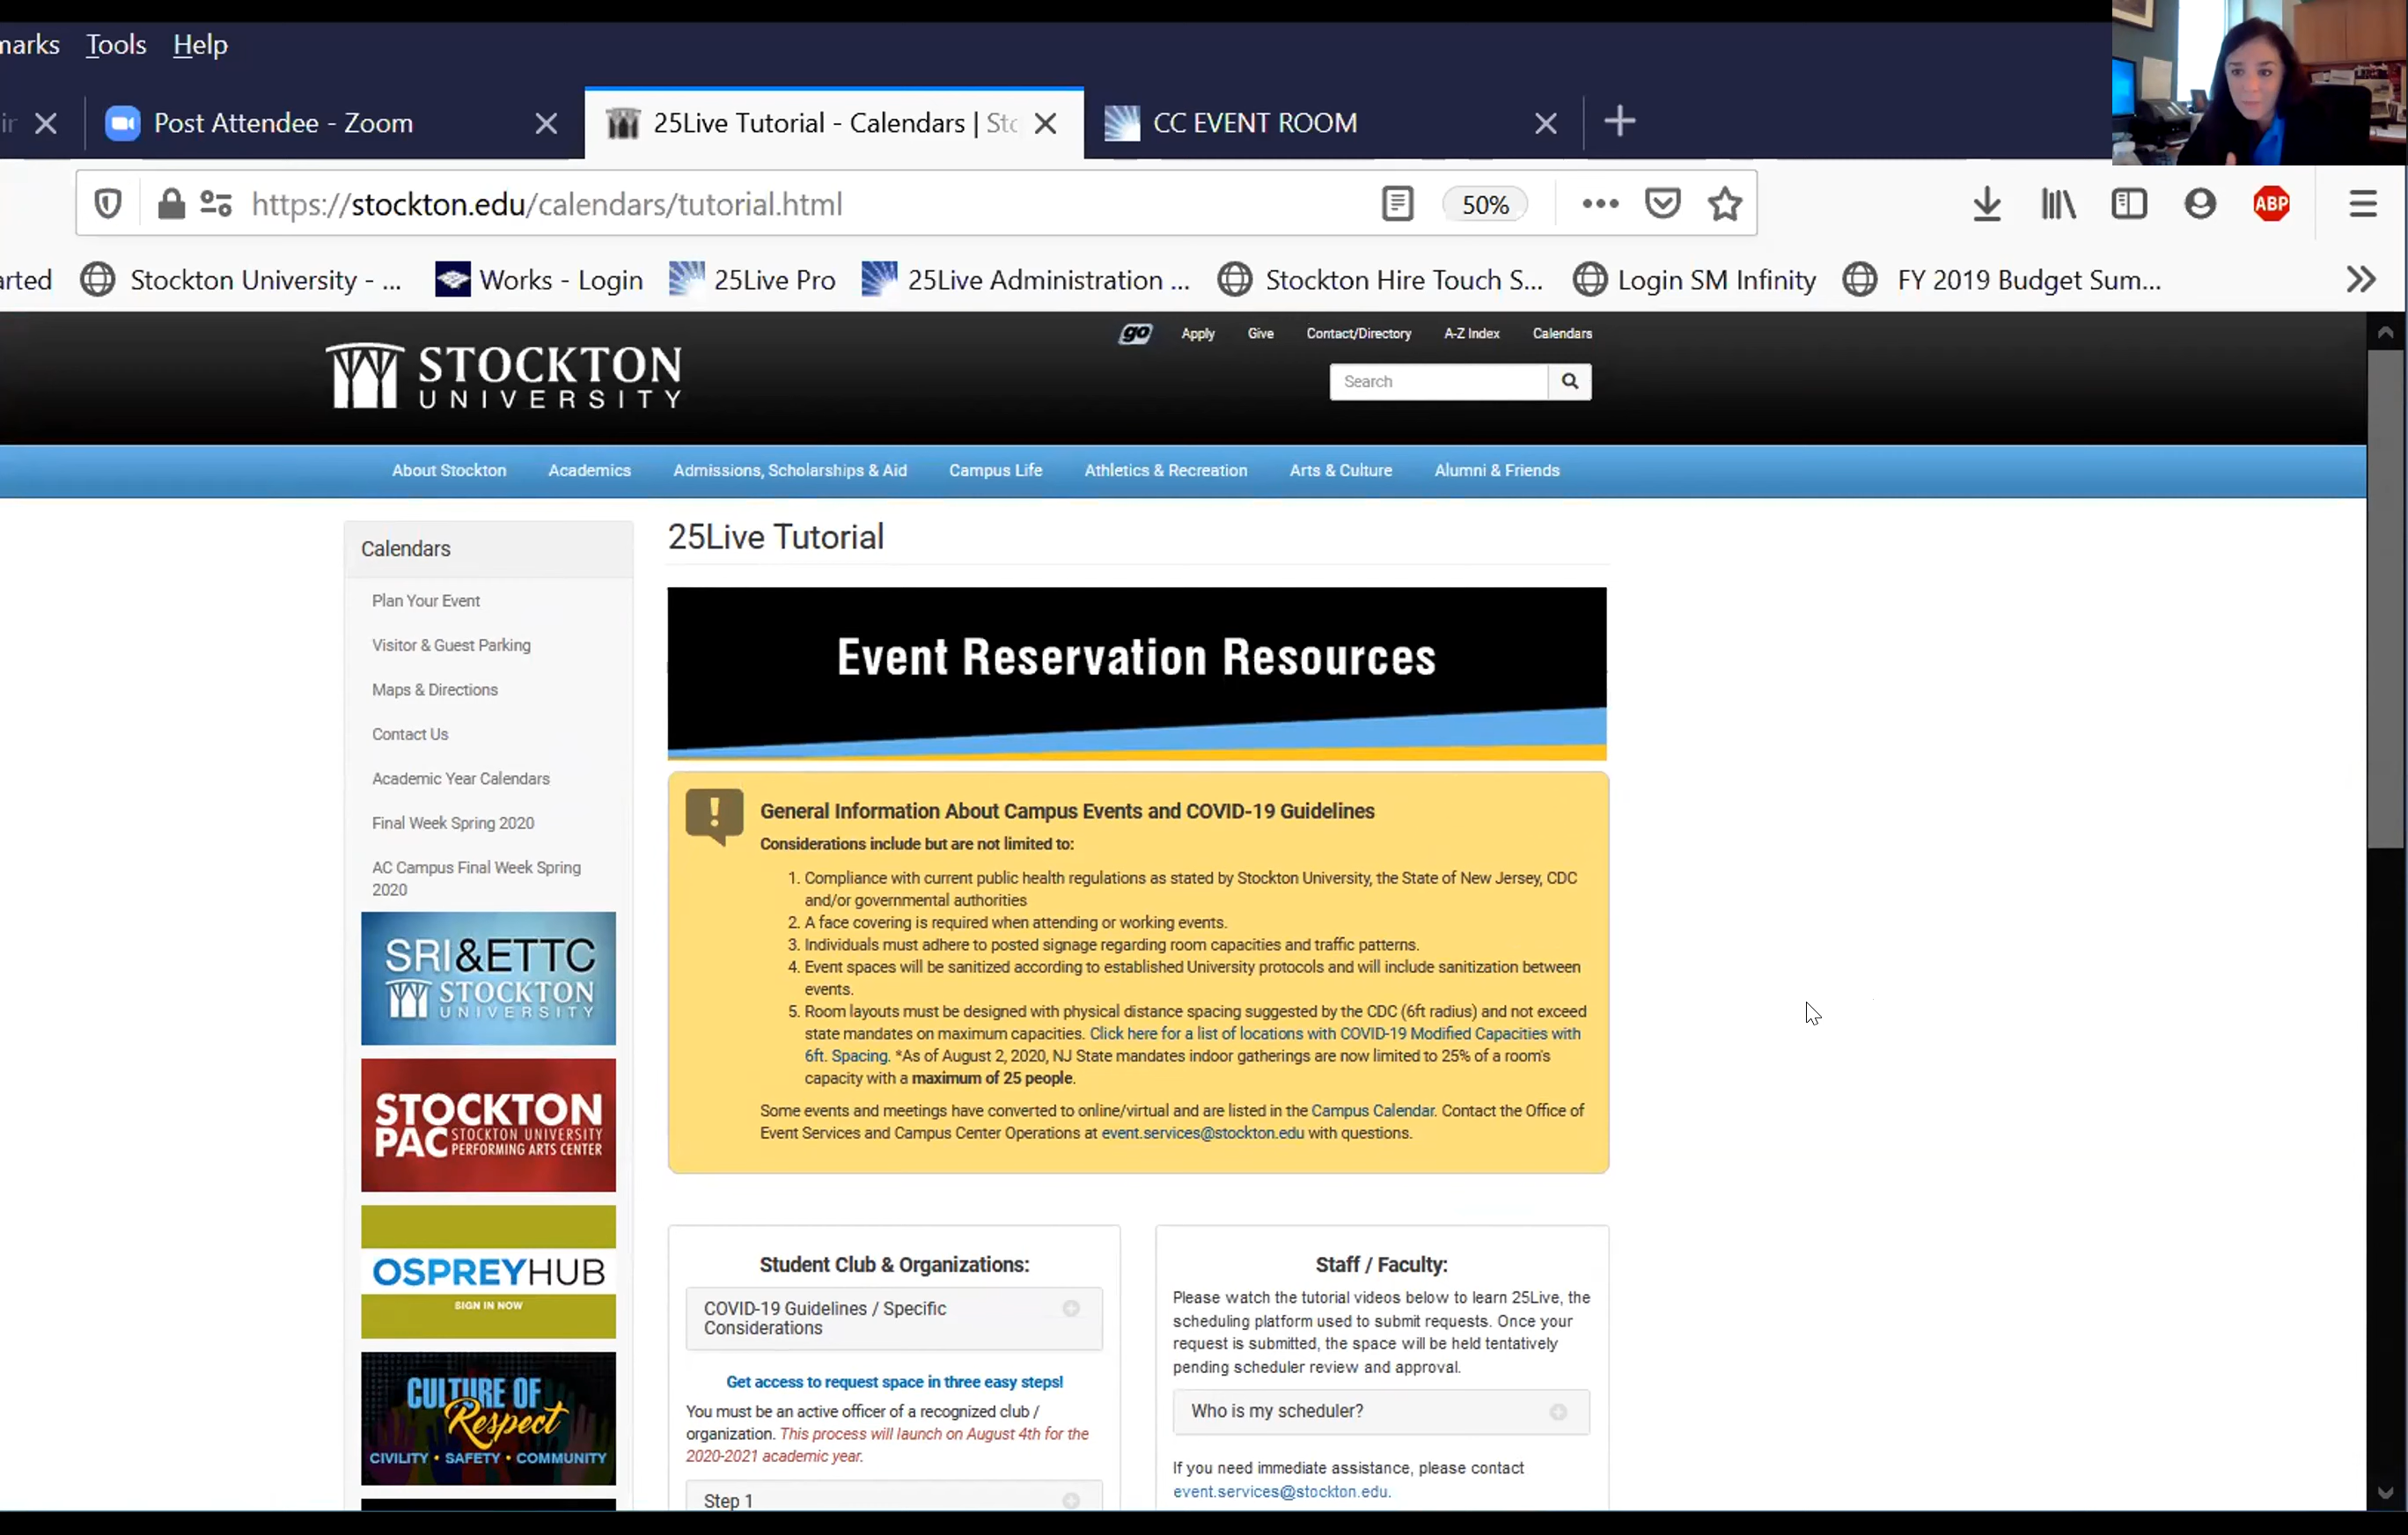 marks Tools Help
Post Attendee - Zoom
25Live Tutorial - Calendars | Sto
CC EVENT ROOM
https://stockton.edu/calendars/tutorial.html
50%
ABP
arted
Stockton University - ...
Works - Login
25Live Pro
25Live Administration ...
Stockton Hire Touch S...
Login SM Infinity
FY 2019 Budget Sum...
go Apply Give Contact/Directory A-Z Index Calendars
STOCKTON
UNIVERSITY
Search
About Stockton Academics Admissions, Scholarships & Aid Campus Life Athletics & Recreation Arts & Culture Alumni & Friends
Calendars
Plan Your Event
Visitor & Guest Parking
Maps & Directions
Contact Us
Academic Year Calendars
Final Week Spring 2020
AC Campus Final Week Spring
2020
SRI&ETTC
STOCKTON
UNIVERSITY
STOCKTON
PAC STOCKTON UNIVERSITY
PERFORMING ARTS CENTER
OSPREYHUB
SIGN IN NOW
CULTURE OF
Respect
CIVILITY • SAFETY • COMMUNITY
25Live Tutorial
Event Reservation Resources
General Information About Campus Events and COVID-19 Guidelines
Considerations include but are not limited to:
1. Compliance with current public health regulations as stated by Stockton University, the State of New Jersey, CDC
and/or governmental authorities
2. A face covering is required when attending or working events.
3. Individuals must adhere to posted signage regarding room capacities and traffic patterns.
4. Event spaces will be sanitized according to established University protocols and will include sanitization between
events.
5. Room layouts must be designed with physical distance spacing suggested by the CDC (6ft radius) and not exceed
state mandates on maximum capacities. Click here for a list of locations with COVID-19 Modified Capacities with
6ft. Spacing. *As of August 2, 2020, NJ State mandates indoor gatherings are now limited to 25% of a room's
capacity with a maximum of 25 people.
Some events and meetings have converted to online/virtual and are listed in the Campus Calendar. Contact the Office of
Event Services and Campus Center Operations at event.services@stockton.edu with questions.
Student Club & Organizations:
COVID-19 Guidelines / Specific
Considerations
Get access to request space in three easy steps!
You must be an active officer of a recognized club /
organization. This process will launch on August 4th for the
2020-2021 academic year.
Step 1
Staff / Faculty:
Please watch the tutorial videos below to learn 25Live, the
scheduling platform used to submit requests. Once your
request is submitted, the space will be held tentatively
pending scheduler review and approval.
Who is my scheduler?
If you need immediate assistance, please contact
event.services@stockton.edu.